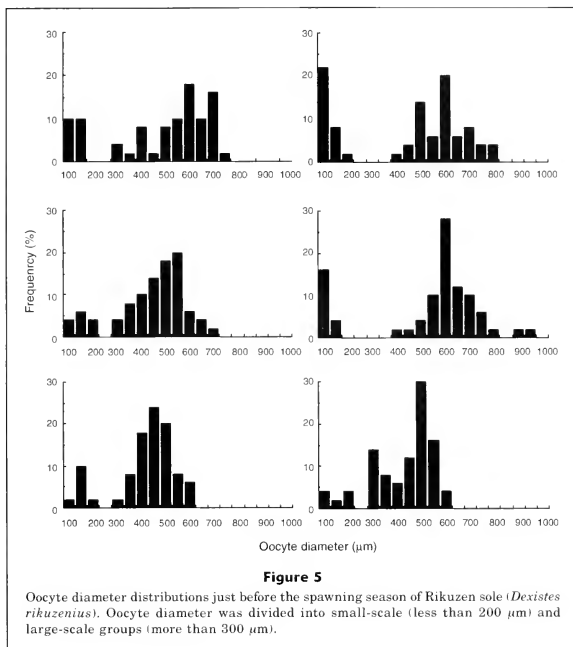 30
20
10
0
100 200 300 400 500 600 700 800 900 1000
30
20
10
0
100 200 300 400 500 600 700 800 900 1000
Frequenrcy (%)
30
20
10
0
100 200 300 400 500 600 700 800 900 1000
30
20
10
0
100 200 300 400 500 600 700 800 900 1000
30
20
10
0
100 200 300 400 500 600 700 800 900 1000
30
20
10
0
100 200 300 400 500 600 700 800 900 1000
Oocyte diameter (µm)
Figure 5
Oocyte diameter distributions just before the spawning season of Rikuzen sole (Dexistes
rikuzenius). Oocyte diameter was divided into small-scale (less than 200 µm) and
large-scale groups (more than 300 µm).